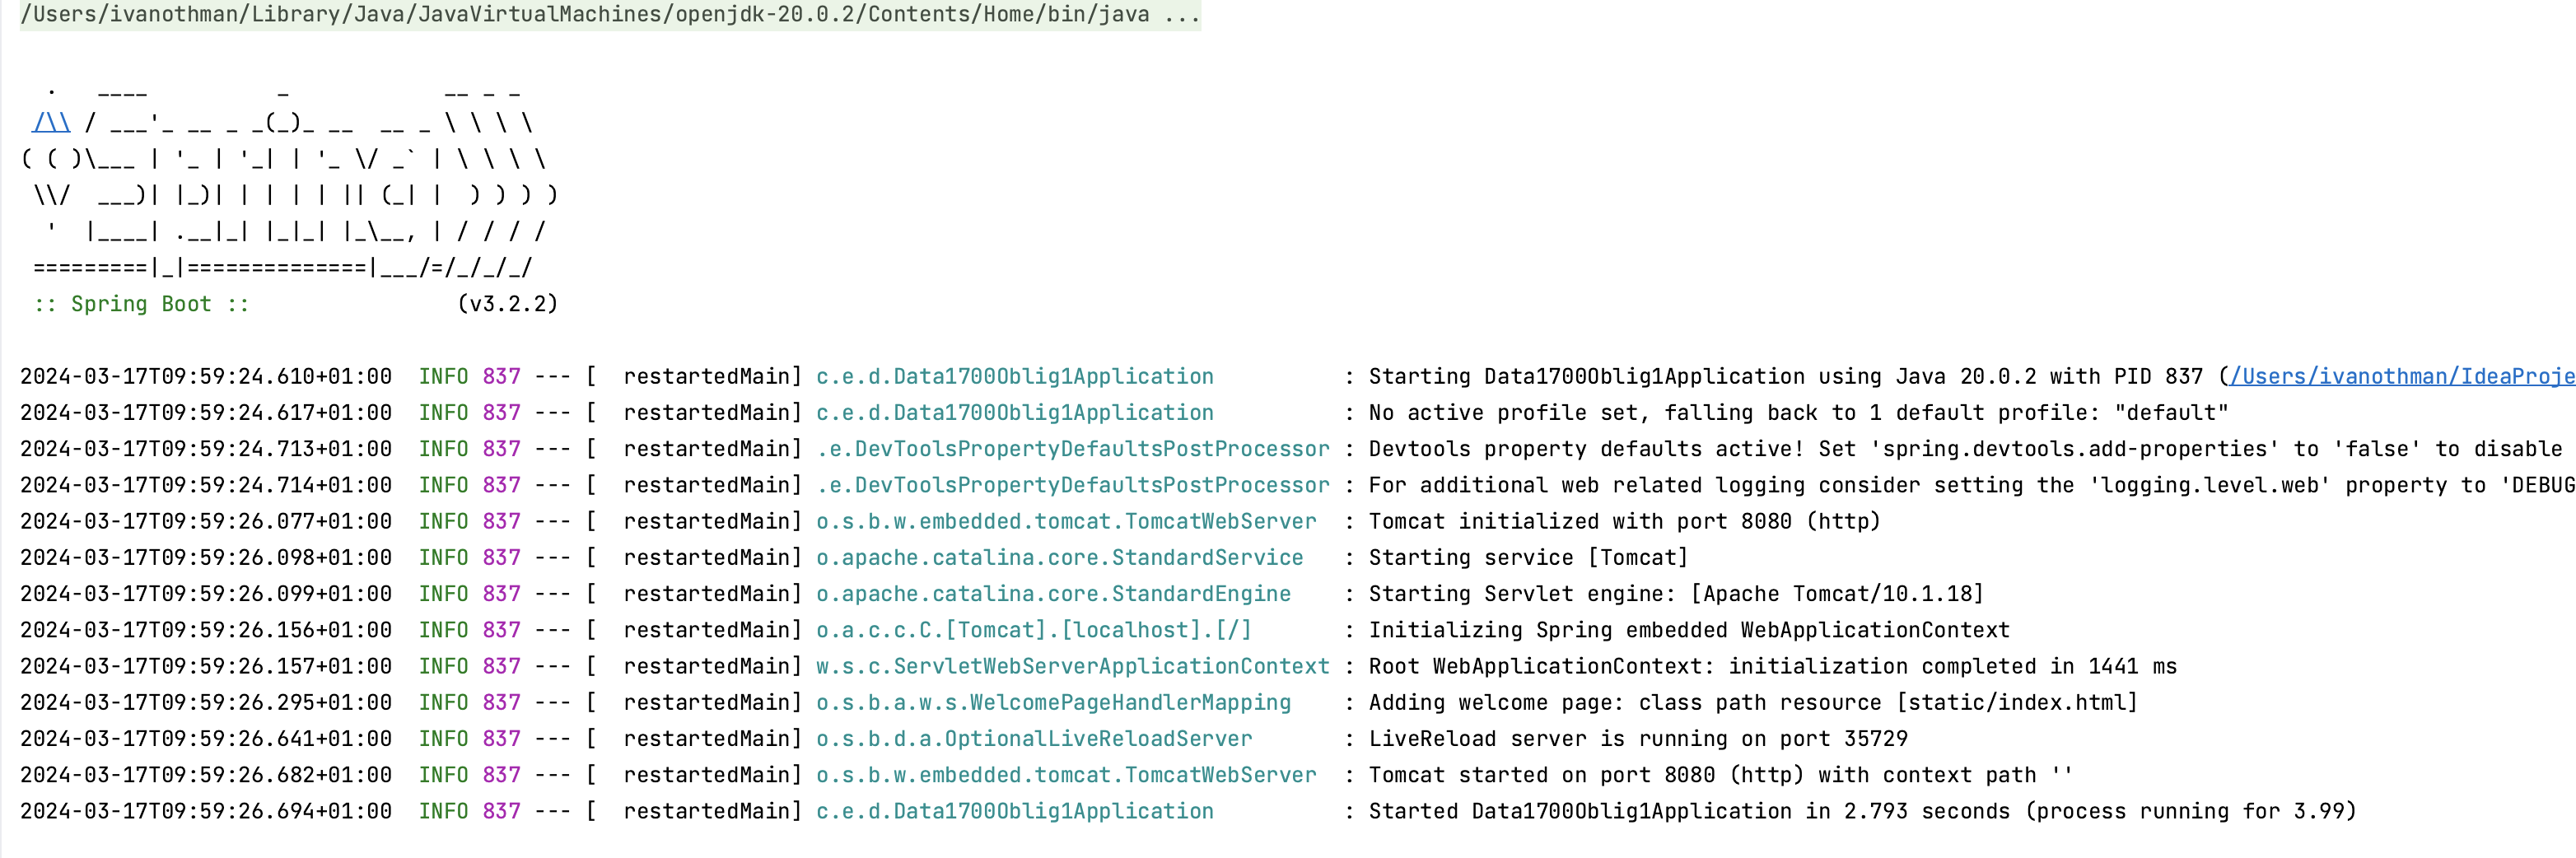 /Users/ivanothman/Library/Java/JavaVirtualMachines/openjdk-20.0.2/Contents/Home/bin/java ...
  .   ____          _            __ _ _
 /\\ / ___'_ __ _ _(_)_ __  __ _ \ \ \ \
( ( )\___ | '_ | '_| | '_ \/ _` | \ \ \ \
 \\/  ___)| |_)| | | | | || (_| |  ) ) ) )
  '  |____| .__|_| |_|_| |_\__, | / / / /
 =========|_|==============|___/=/_/_/_/
 :: Spring Boot ::                (v3.2.2)
2024-03-17T09:59:24.610+01:00  INFO 837 --- [  restartedMain] c.e.d.Data1700Oblig1Application          : Starting Data1700Oblig1Application using Java 20.0.2 with PID 837 (/Users/ivanothman/IdeaProje
2024-03-17T09:59:24.617+01:00  INFO 837 --- [  restartedMain] c.e.d.Data1700Oblig1Application          : No active profile set, falling back to 1 default profile: "default"
2024-03-17T09:59:24.713+01:00  INFO 837 --- [  restartedMain] .e.DevToolsPropertyDefaultsPostProcessor : Devtools property defaults active! Set 'spring.devtools.add-properties' to 'false' to disable
2024-03-17T09:59:24.714+01:00  INFO 837 --- [  restartedMain] .e.DevToolsPropertyDefaultsPostProcessor : For additional web related logging consider setting the 'logging.level.web' property to 'DEBUG
2024-03-17T09:59:26.077+01:00  INFO 837 --- [  restartedMain] o.s.b.w.embedded.tomcat.TomcatWebServer  : Tomcat initialized with port 8080 (http)
2024-03-17T09:59:26.098+01:00  INFO 837 --- [  restartedMain] o.apache.catalina.core.StandardService   : Starting service [Tomcat]
2024-03-17T09:59:26.099+01:00  INFO 837 --- [  restartedMain] o.apache.catalina.core.StandardEngine    : Starting Servlet engine: [Apache Tomcat/10.1.18]
2024-03-17T09:59:26.156+01:00  INFO 837 --- [  restartedMain] o.a.c.c.C.[Tomcat].[localhost].[/]       : Initializing Spring embedded WebApplicationContext
2024-03-17T09:59:26.157+01:00  INFO 837 --- [  restartedMain] w.s.c.ServletWebServerApplicationContext : Root WebApplicationContext: initialization completed in 1441 ms
2024-03-17T09:59:26.295+01:00  INFO 837 --- [  restartedMain] o.s.b.a.w.s.WelcomePageHandlerMapping    : Adding welcome page: class path resource [static/index.html]
2024-03-17T09:59:26.641+01:00  INFO 837 --- [  restartedMain] o.s.b.d.a.OptionalLiveReloadServer       : LiveReload server is running on port 35729
2024-03-17T09:59:26.682+01:00  INFO 837 --- [  restartedMain] o.s.b.w.embedded.tomcat.TomcatWebServer  : Tomcat started on port 8080 (http) with context path ''
2024-03-17T09:59:26.694+01:00  INFO 837 --- [  restartedMain] c.e.d.Data1700Oblig1Application          : Started Data1700Oblig1Application in 2.793 seconds (process running for 3.99)